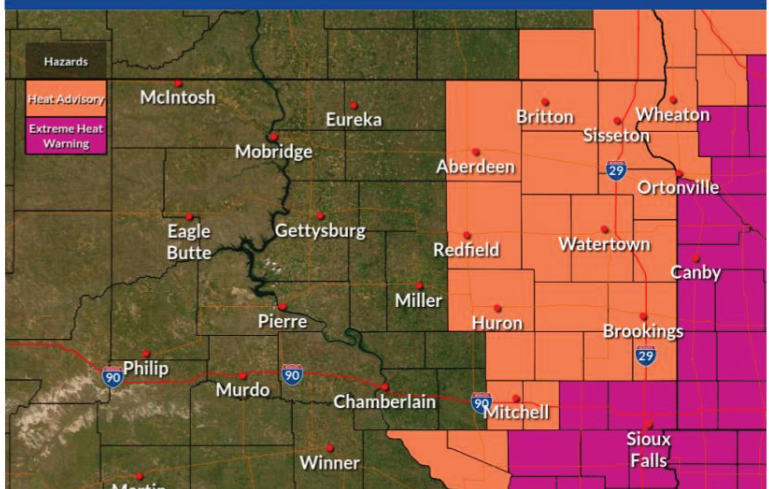 Hazards
Heat Advisory
Extreme Heat
Warning
McIntosh
Eureka
Mobridge
Britton
Wheaton
Sisseton
Aberdeen
29
Ortonville
Eagle
Butte
Gettysburg
Redfield
Watertown
Canby
Miller
Pierre
Huron
Brookings
29
Philip
90
90
Murdo
Chamberlain
90
Mitchell
Sioux
Falls
Winner